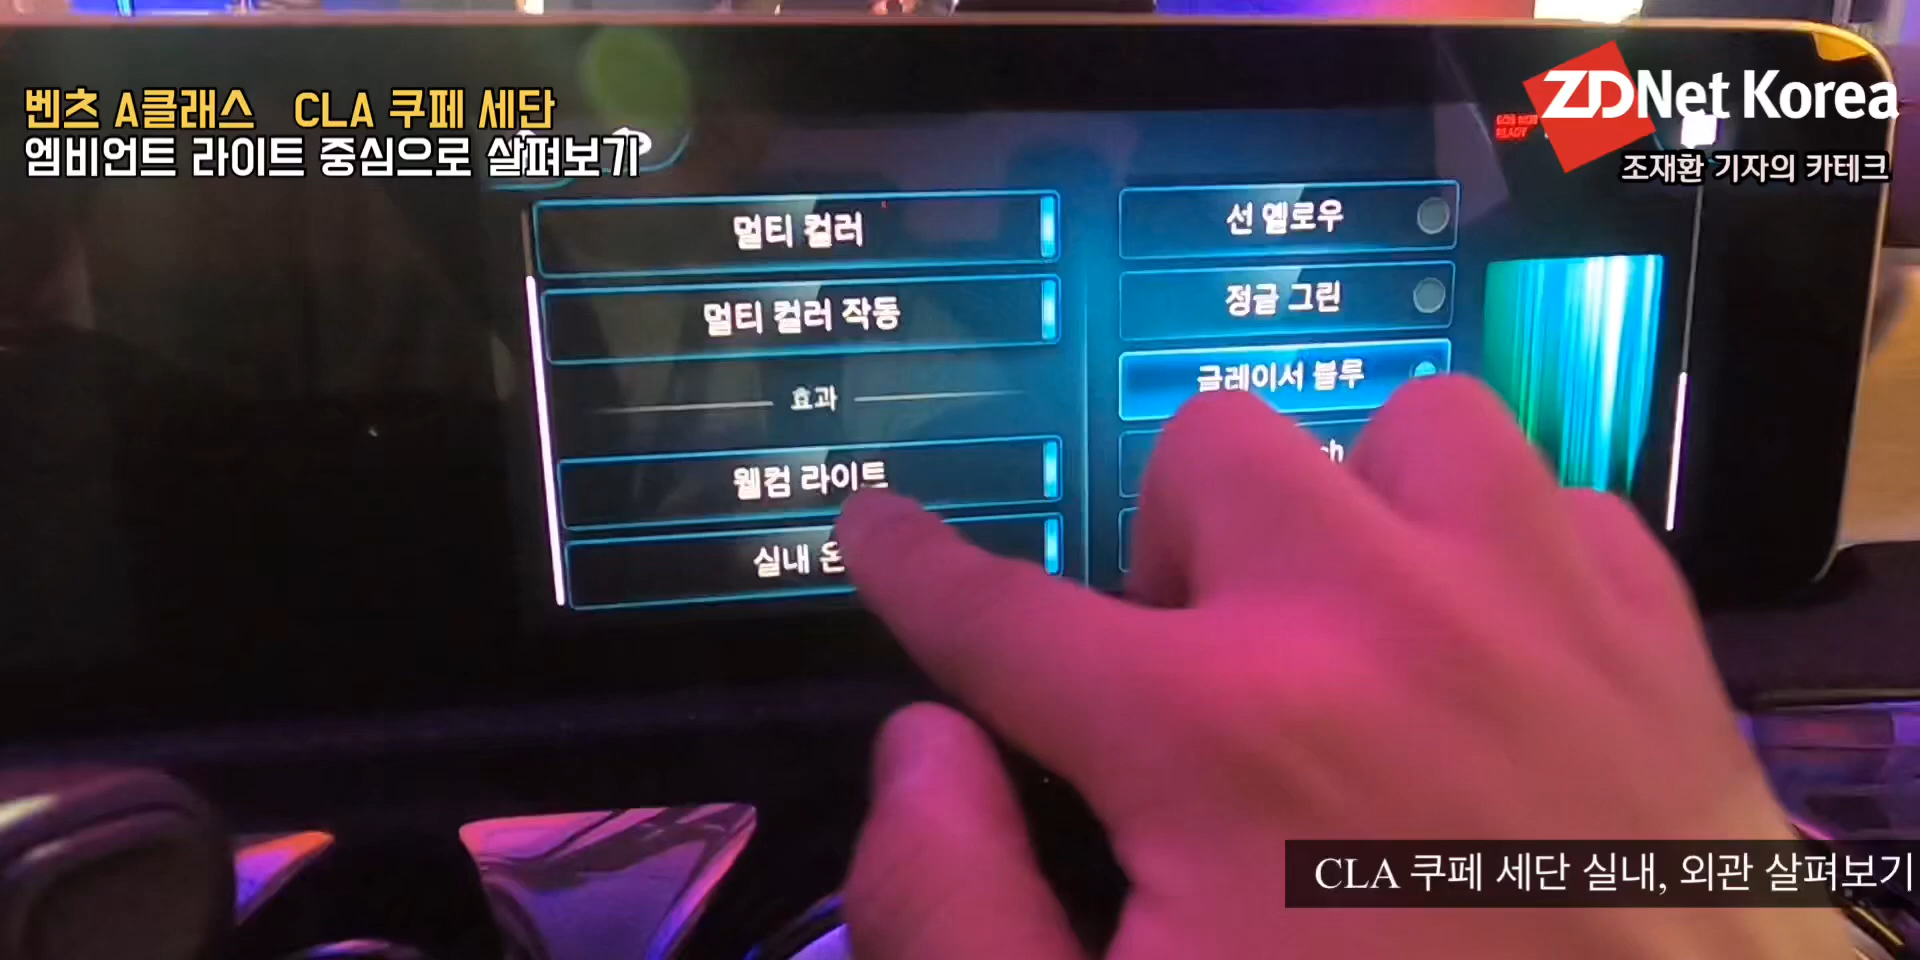 벤츠 A클래스 CLA 쿠페 세단
엠비언트 라이트 중심으로 살펴보기
ZDNet Korea
조재환 기자의 카테크
멀티 컬러
멀티 컬러 작동
효과
웰컴 라이트
실내
선 옐로우
정글 그린
글레이서 블루
CLA 쿠페 세단 실내, 외관 살펴보기